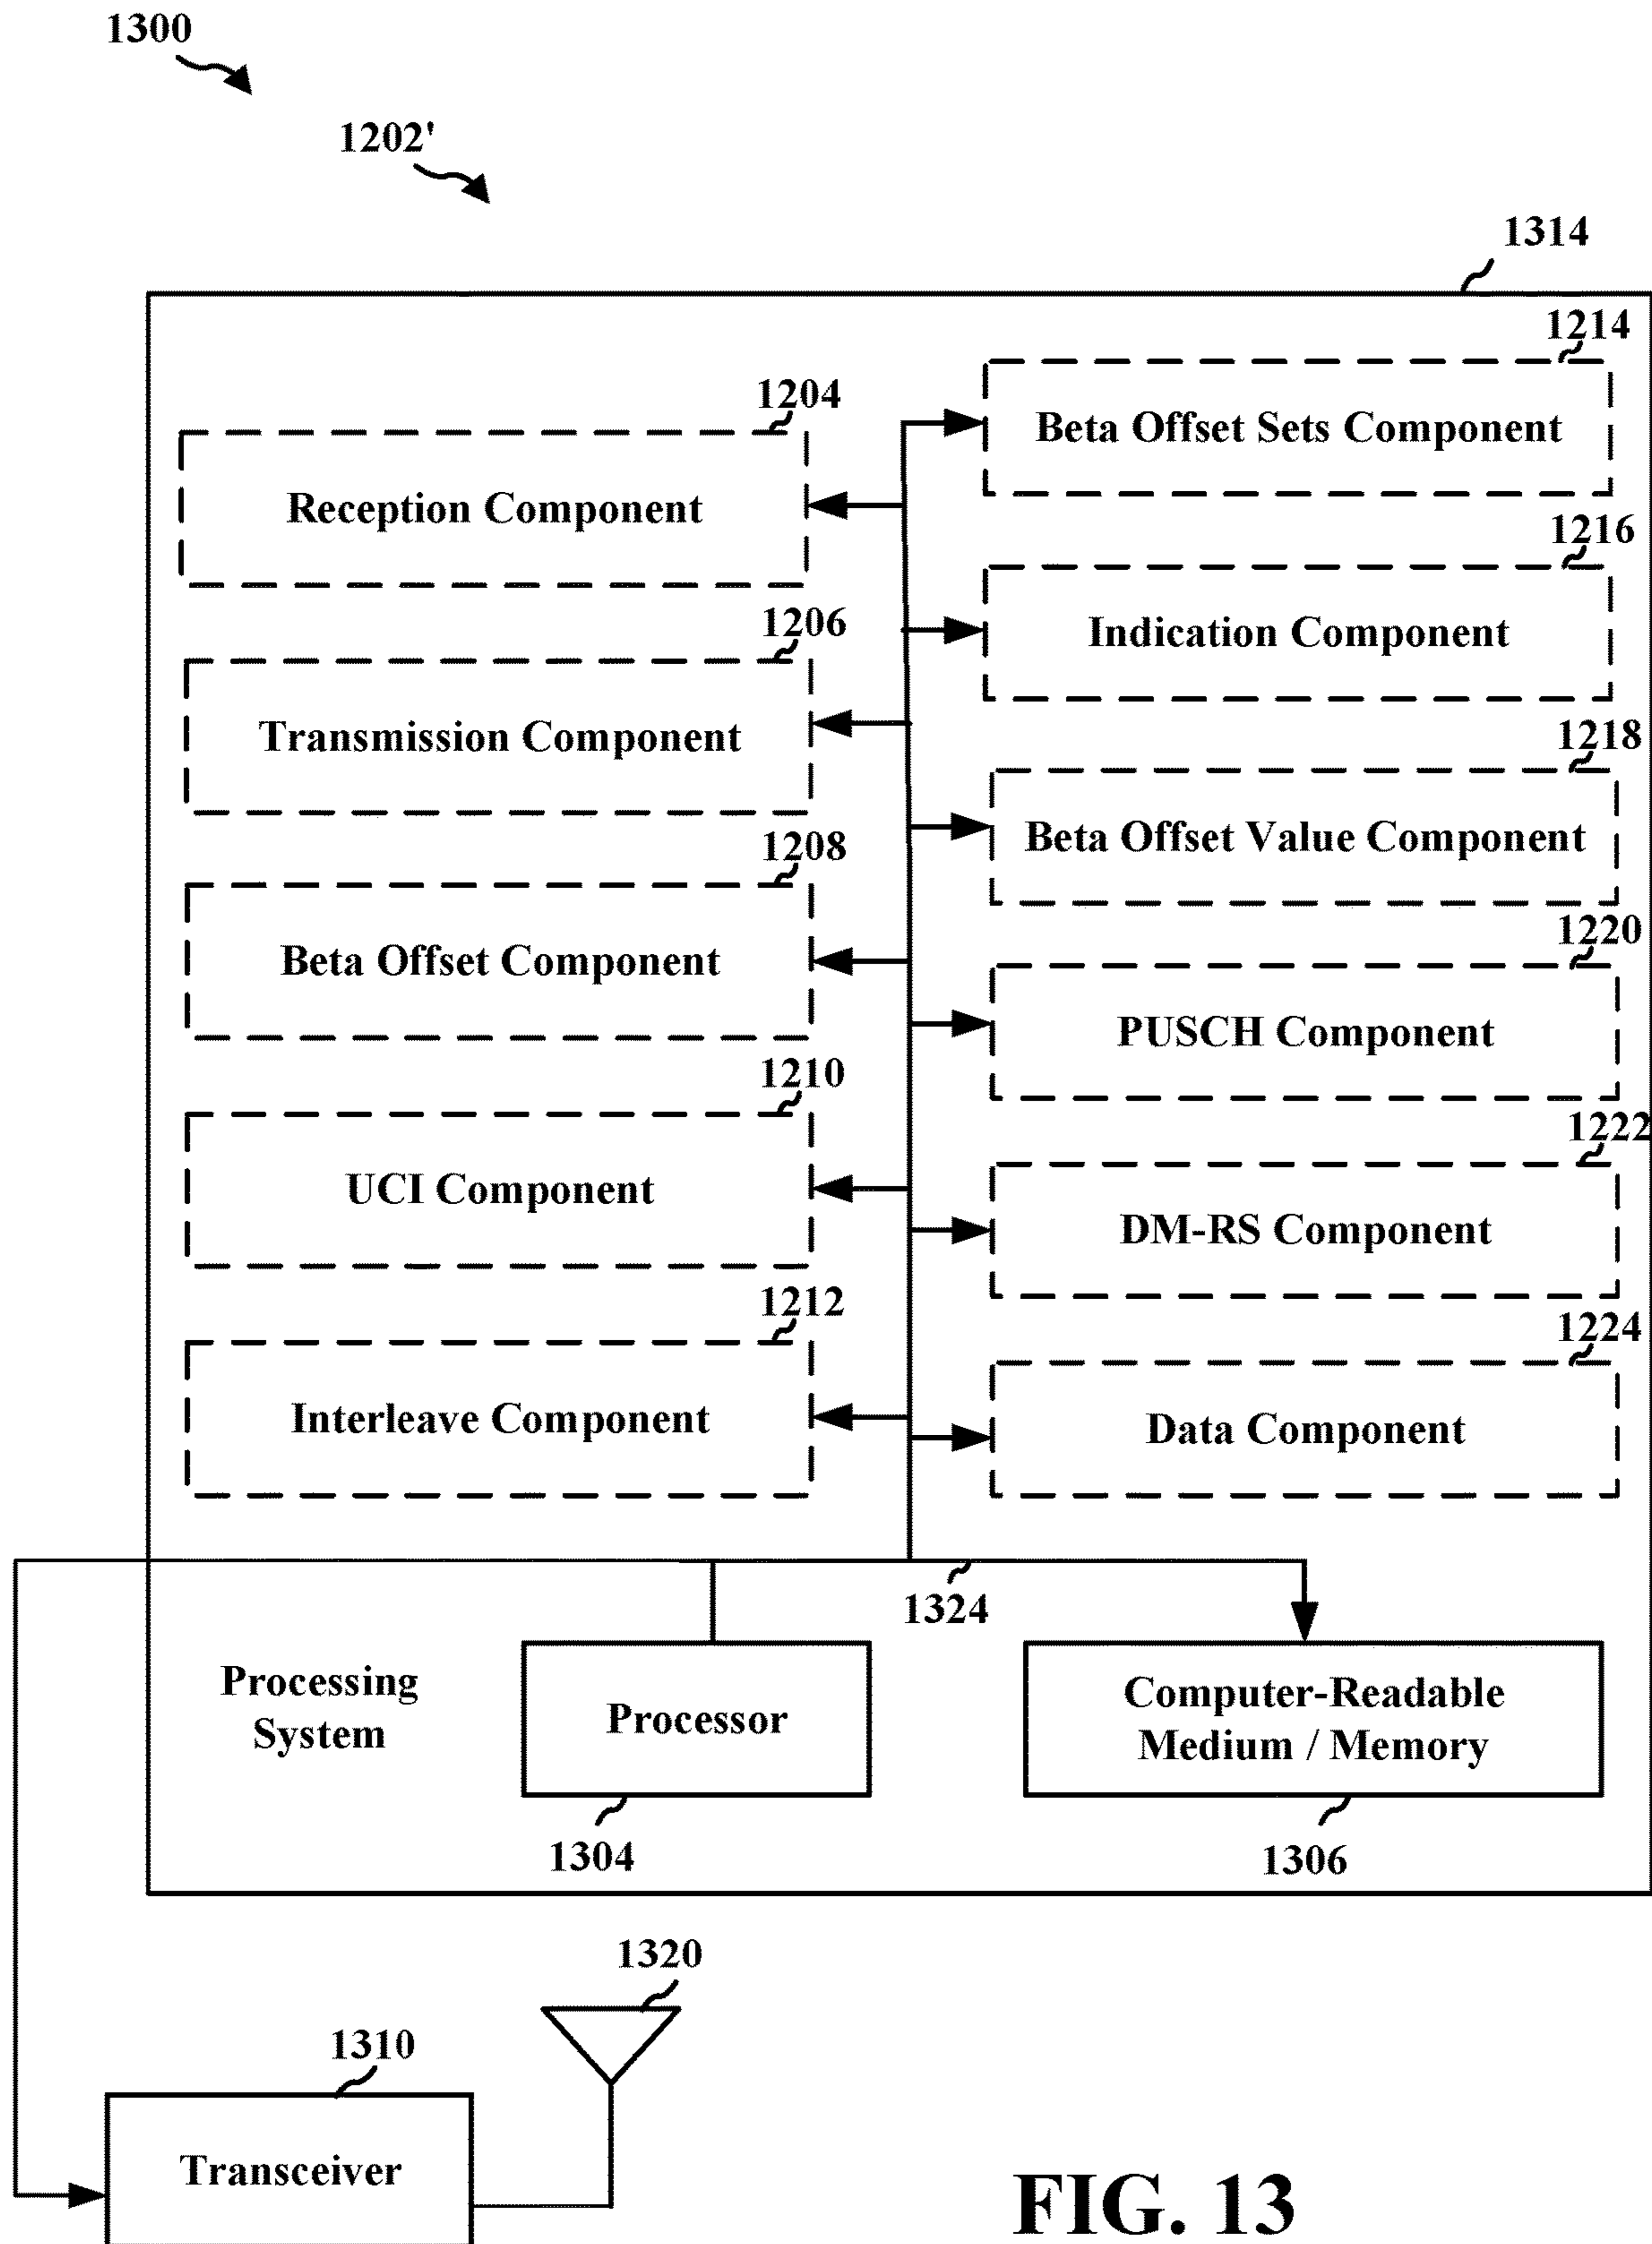 1300
1202'
1314
1204
Reception Component
1206
Transmission Component
1208
Beta Offset Component
1210
UCI Component
1212
Interleave Component
1214
Beta Offset Sets Component
1216
Indication Component
1218
Beta Offset Value Component
1220
PUSCH Component
1222
DM-RS Component
1224
Data Component
1324
Processing
System
Processor
1304
Computer-Readable
Medium / Memory
1306
1320
1310
Transceiver
FIG. 13